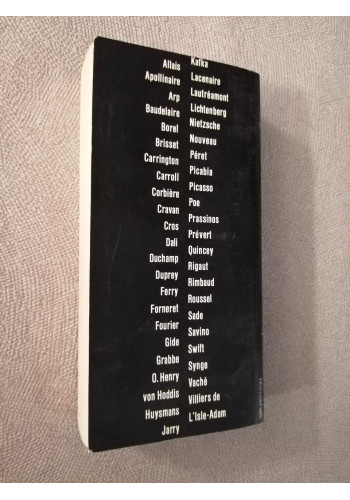 Allais
Apollinaire
Arp
Baudelaire
Borel
Brisset
Carrington
Carroll
Corbière
Cravan
Cros
Dali
Duchamp
Duprey
Ferry
Forneret
Fourier
Gide
Grabbe
O. Henry
von Hoddis
Huysmans
Jarry
Kafka
Lacenaire
Lautréamont
Lichtenberg
Nietzsche
Nouveau
Péret
Picabia
Picasso
Poe
Prassinos
Prévert
Quincey
Rigaut
Rimbaud
Roussel
Sade
Savino
Swift
Synge
Vaché
Villiers de
L'Isle-Adam